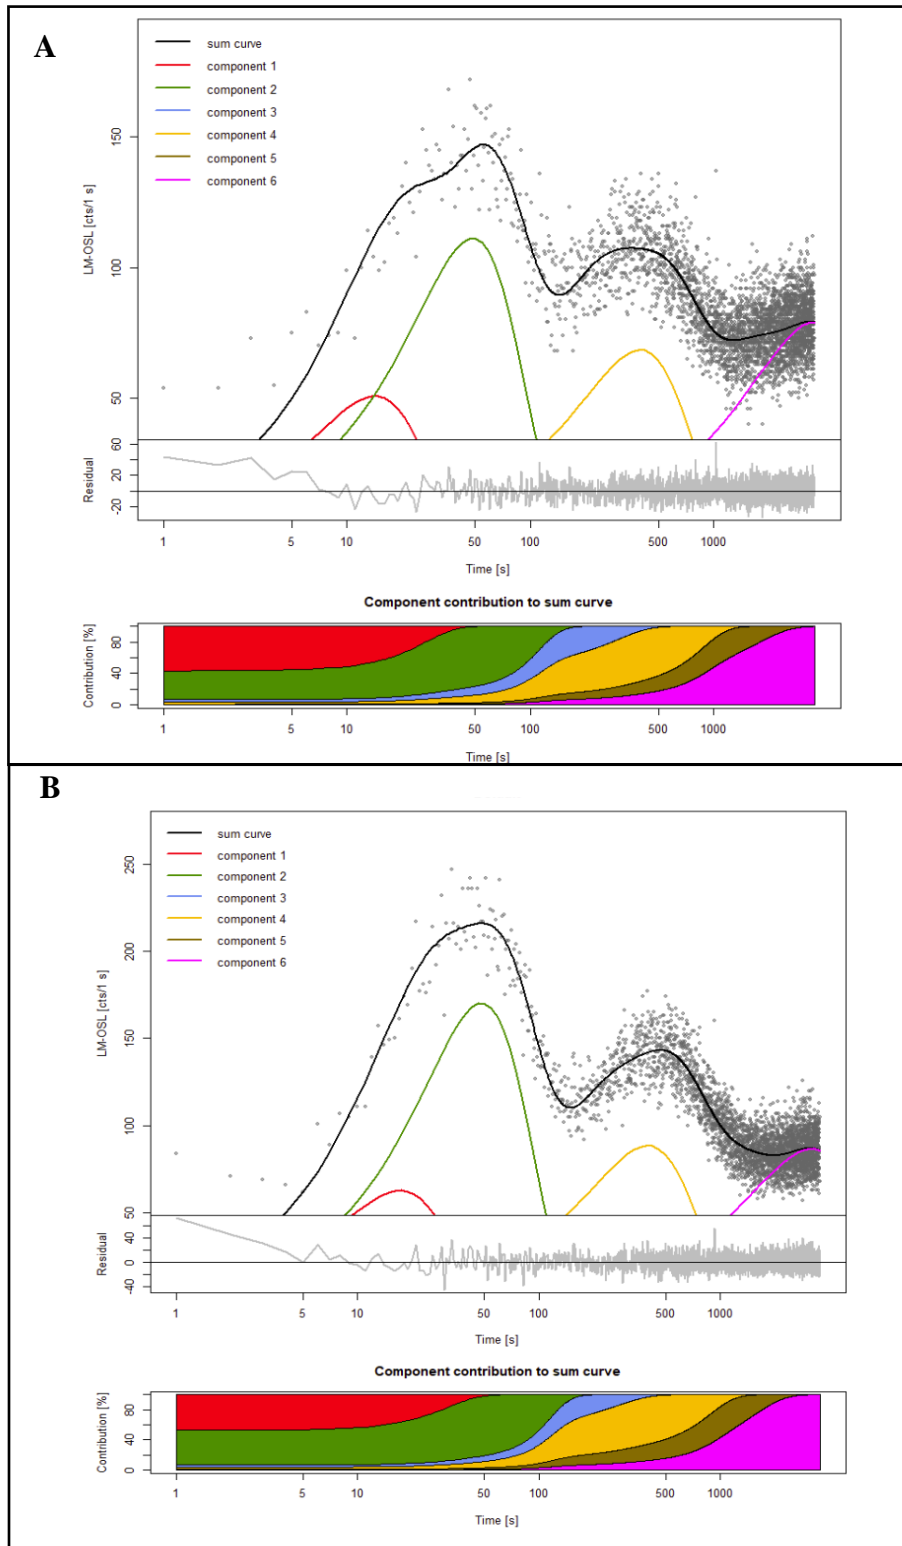 A
sum curve
component 1
component 2
component 3
component 4
component 5
component 6
LM-OSL [cts/1 s]
150
100
50
Residual
60
20
-20
1 5 10 50 100 500 1000
Time [s]
Component contribution to sum curve
Contribution [%]
80
40
0
1 5 10 50 100 500 1000
Time [s]
B
sum curve
component 1
component 2
component 3
component 4
component 5
component 6
LM-OSL [cts/1 s]
250
200
150
100
50
Residual
40
0
-40
1 5 10 50 100 500 1000
Time [s]
Component contribution to sum curve
Contribution [%]
80
40
0
1 5 10 50 100 500 1000
Time [s]